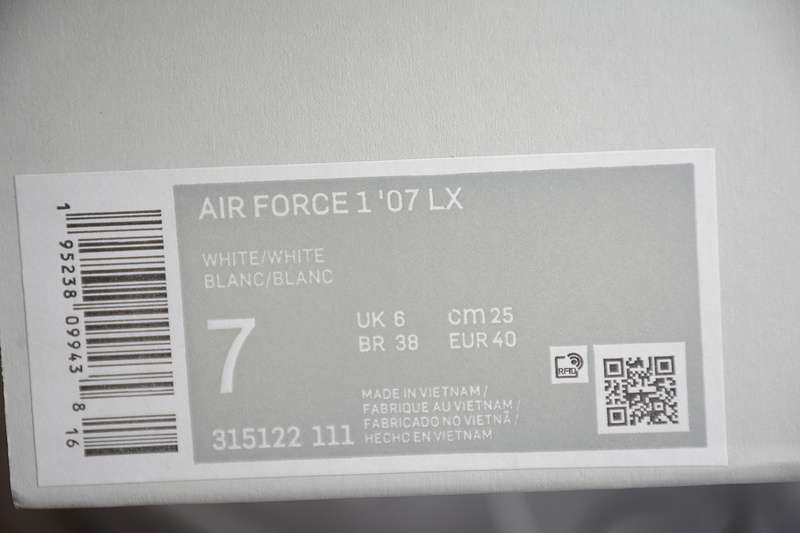 AIR FORCE 1 '07 LX
WHITE/WHITE
BLANC/BLANC
7
UK 6 cm 25
BR 38 EUR 40
RFID
MADE IN VIETNAM /
FABRIQUE AU VIETNAM /
FABRICADO NO VIETNA /
HECHO EN VIETNAM
315122 111
1 95238 09943 8 16